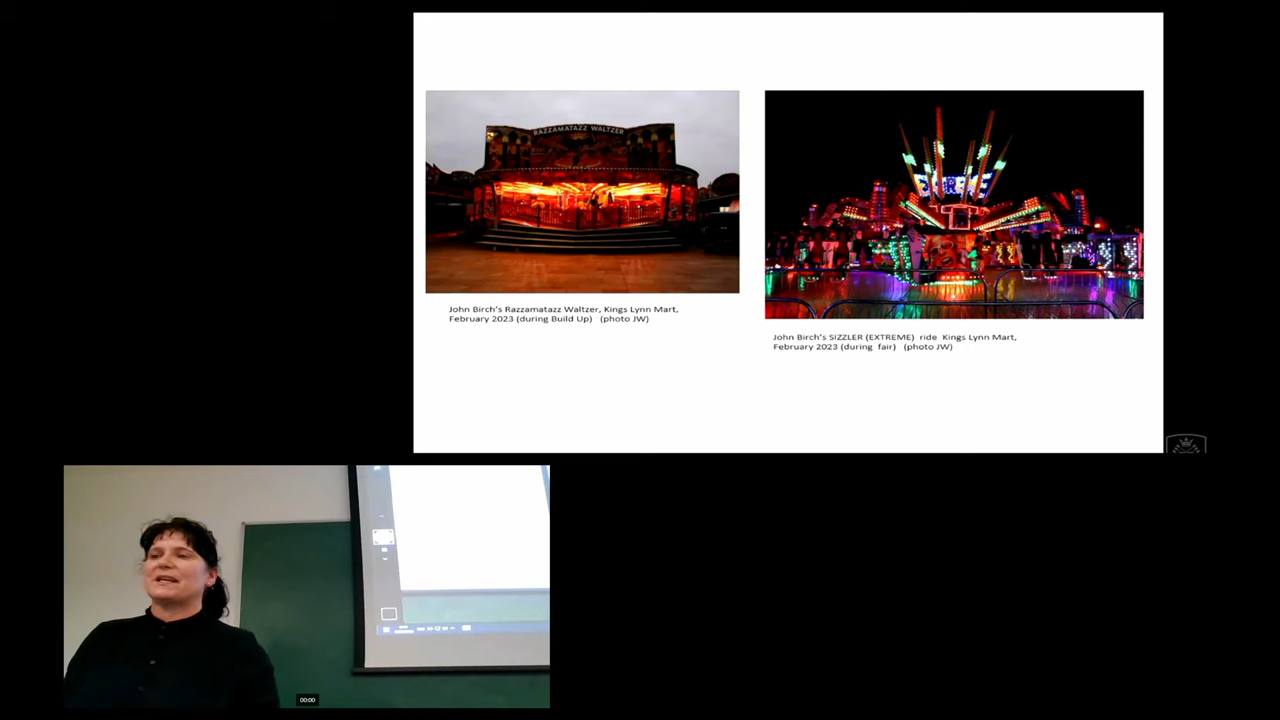 RAZZAMATAZZ WALTZER
John Birch's Razzamatazz Waltzer, Kings Lynn Mart,
February 2023 (during Build Up) (photo JW)
John Birch's SIZZLER (EXTREME) ride Kings Lynn Mart,
February 2023 (during fair) (photo JW)
00:00